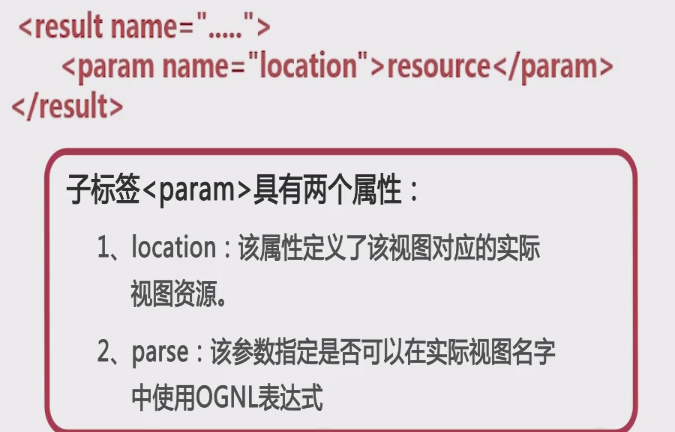 <result name=".....">
<param name="location">resource</param>
</result>
子标签<param>具有两个属性：
1、location：该属性定义了该视图对应的实际
视图资源。
2、parse：该参数指定是否可以在实际视图名字
中使用OGNL表达式